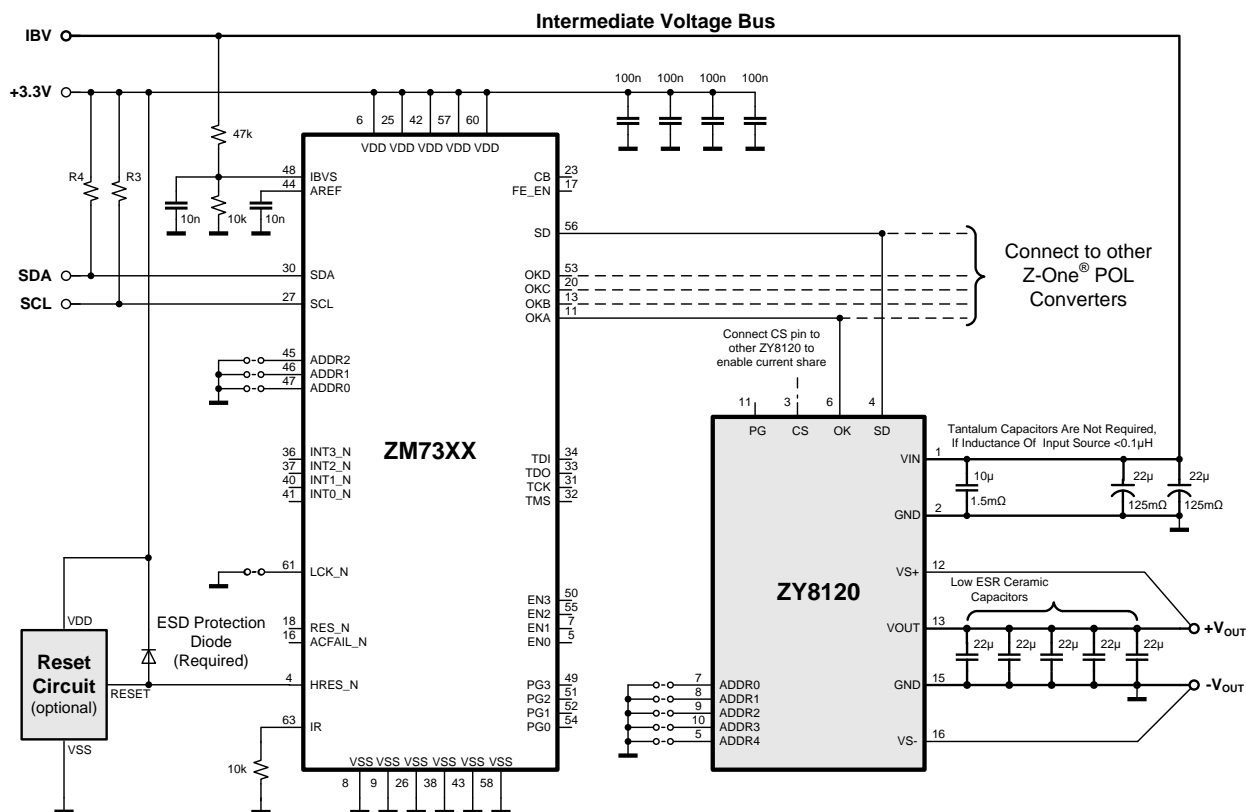 Intermediate Voltage Bus
IBV
+3.3V
100n 100n 100n 100n
6 25 42 57 60
VDD VDD VDD VDD VDD
47k
R4
R3
48 IBVS
44 AREF
10n
10k
10n
CB 23
FE_EN 17
SD 56
SDA
30 SDA
SCL
27 SCL
OKD 53
OKC 20
OKB 13
OKA 11
Connect to other
Z-One® POL
Converters
Connect CS pin to
other ZY8120 to
enable current share
45 ADDR2
46 ADDR1
47 ADDR0
ZM73XX
11 3 6 4
PG CS OK SD
36 INT3_N
37 INT2_N
40 INT1_N
41 INT0_N
TDI 34
TDO 33
TCK 31
TMS 32
Tantalum Capacitors Are Not Required,
If Inductance Of Input Source <0.1µH
VIN 1
10µ
1.5mΩ
22µ
125mΩ
22µ
125mΩ
GND 2
61 LCK_N
VS+ 12
ZY8120
Low ESR Ceramic
Capacitors
EN3 50
EN2 55
EN1 7
EN0 5
18 RES_N
16 ACFAIL_N
VDD
ESD Protection
Diode
(Required)
Reset
Circuit
(optional)
RESET
VSS
VOUT 13
+VOUT
22µ 22µ 22µ 22µ 22µ
4 HRES_N
PG3 49
PG2 51
PG1 52
PG0 54
GND 15
-VOUT
7 ADDR0
8 ADDR1
9 ADDR2
10 ADDR3
5 ADDR4
VS- 16
63 IR
10k
VSS VSS VSS VSS VSS VSS
8 9 26 38 43 58